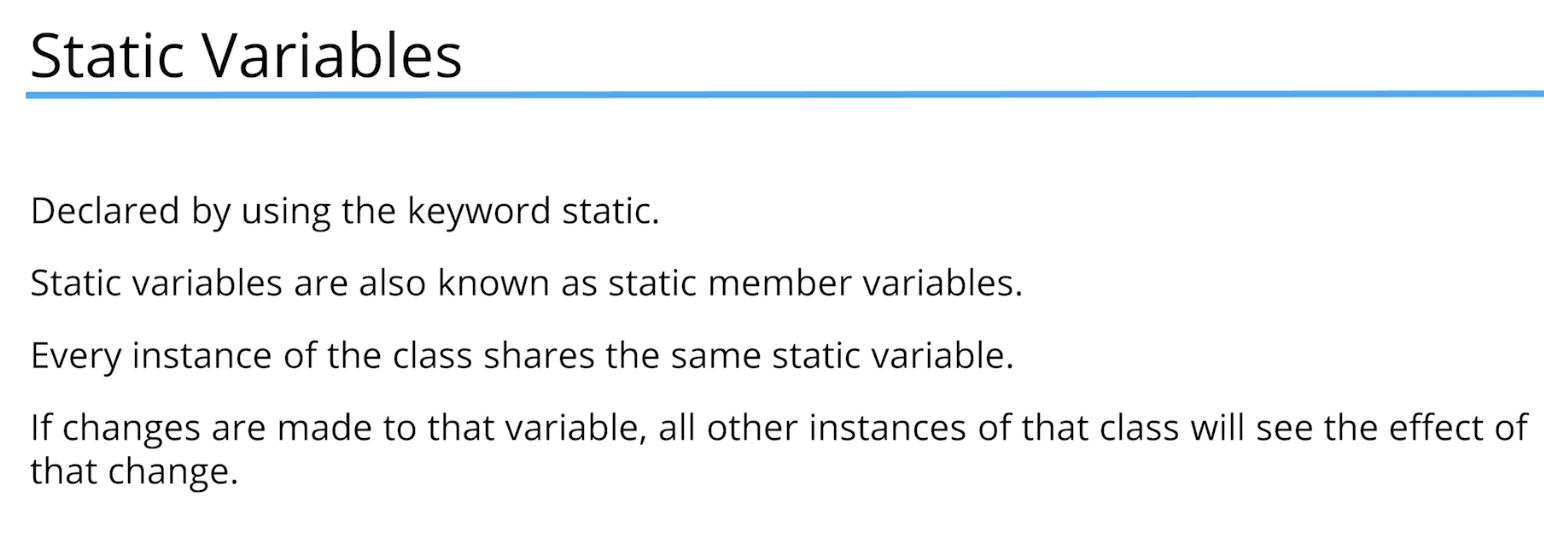 Static Variables
Declared by using the keyword static.
Static variables are also known as static member variables.
Every instance of the class shares the same static variable.
If changes are made to that variable, all other instances of that class will see the effect of
that change.